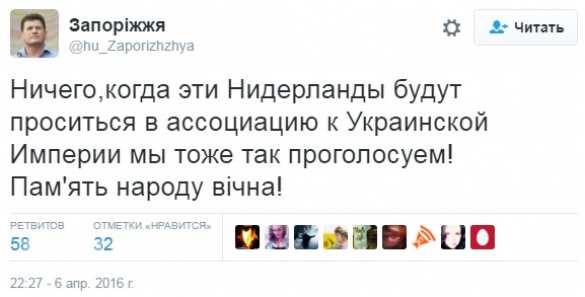 Запоріжжя
@hu_Zaporizhzhya
Читать
Ничего,когда эти Нидерланды будут
проситься в ассоциацию к Украинской
Империи мы тоже так проголосуем!
Пам'ять народу вічна!
РЕТВИТОВ ОТМЕТКИ «НРАВИТСЯ»
58 32
22:27 - 6 апр. 2016 г.